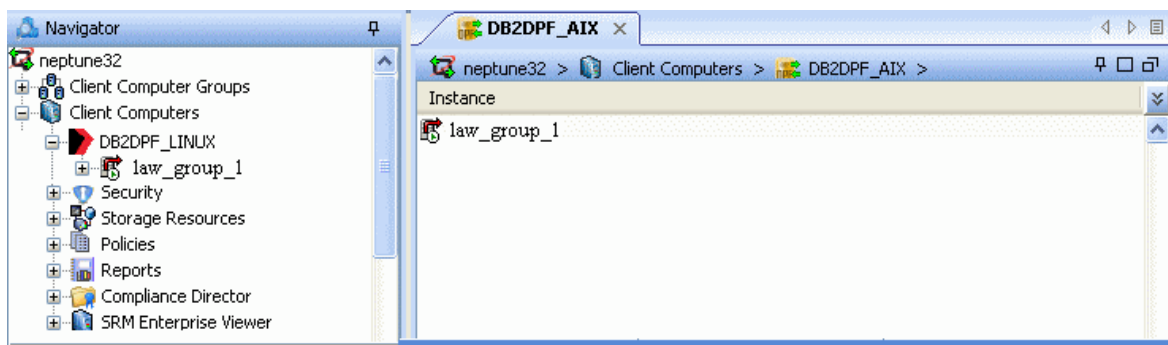 Navigator
neptune32
Client Computer Groups
Client Computers
DB2DPF_LINUX
law_group_1
Security
Storage Resources
Policies
Reports
Compliance Director
SRM Enterprise Viewer
DB2DPF_AIX
neptune32 > Client Computers > DB2DPF_AIX >
Instance
law_group_1